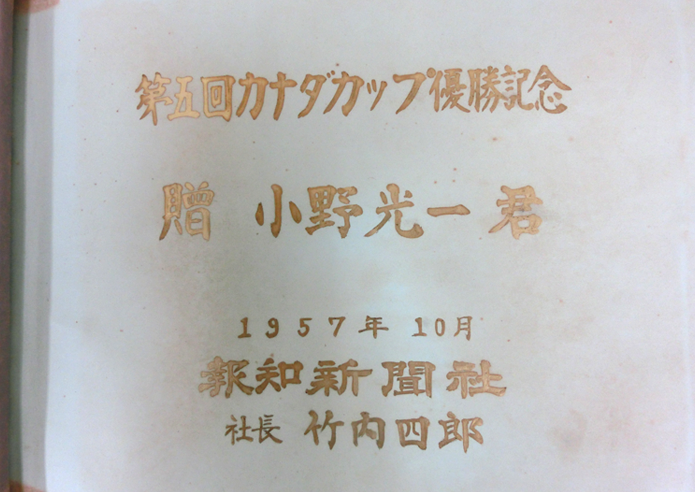 第五回カナダカップ優勝記念
贈 小野光一君
1957年 10月
報知新聞社
社長 竹内四郎